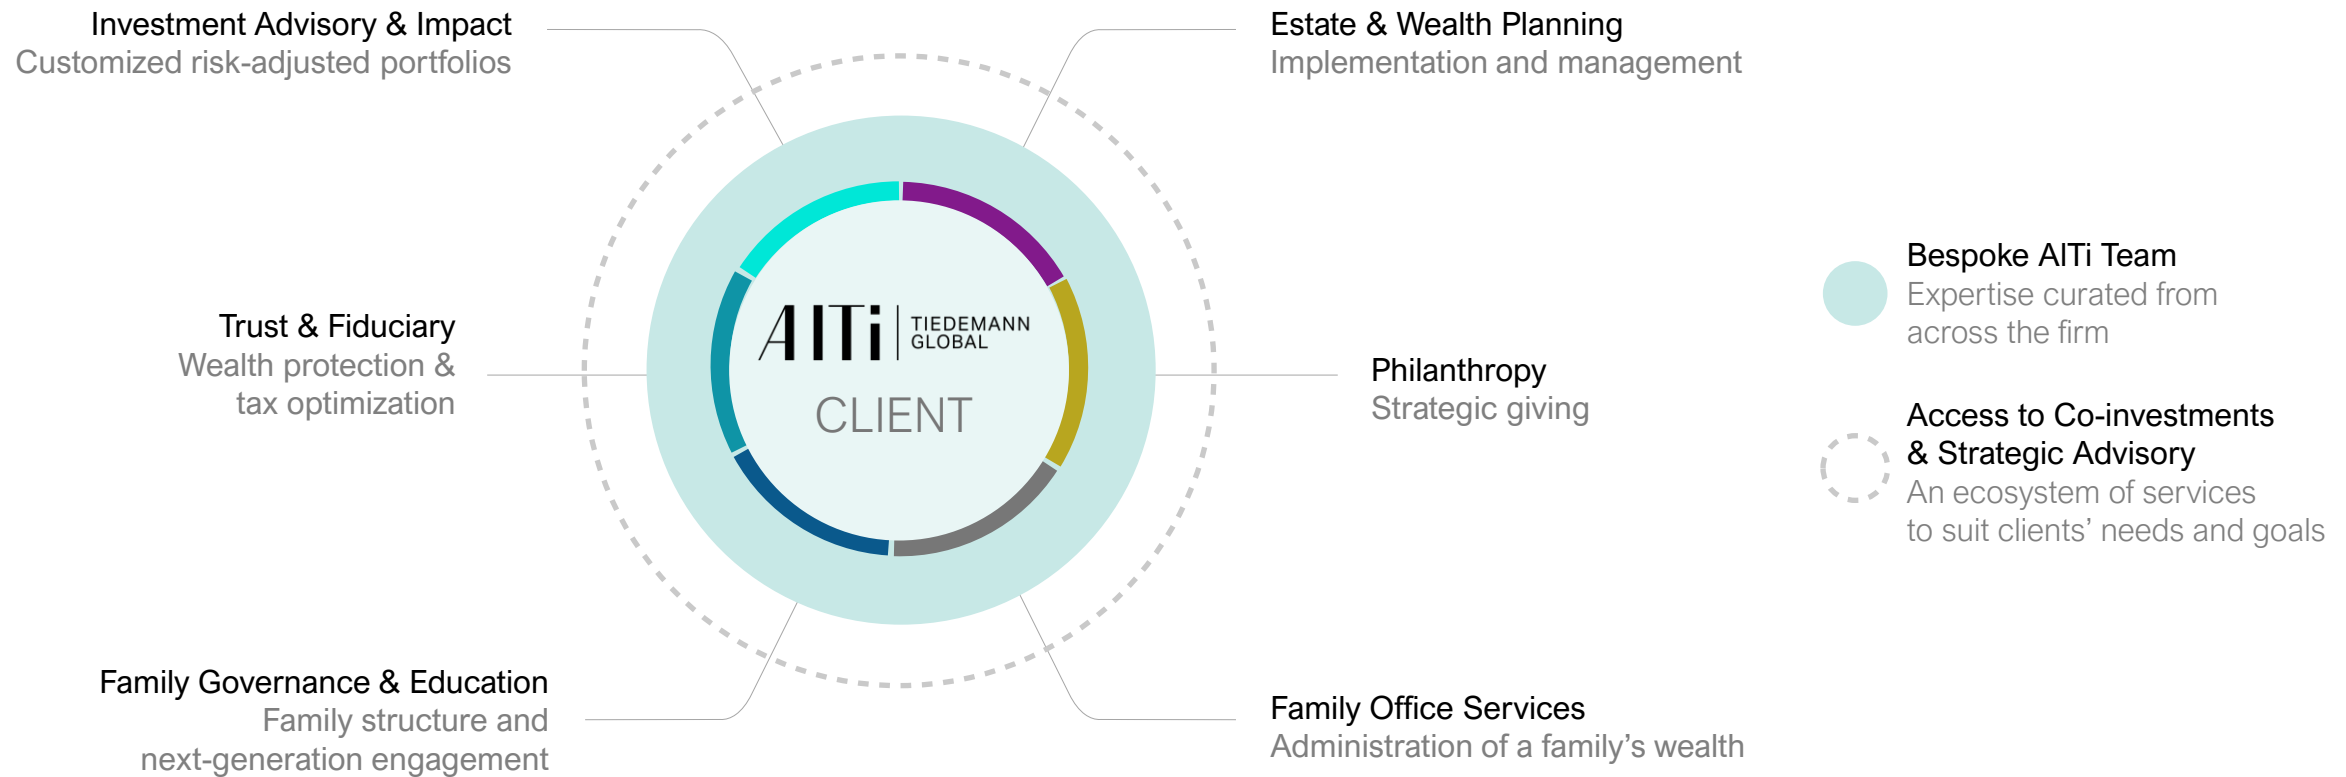 Investment Advisory & Impact
Customized risk-adjusted portfolios
Estate & Wealth Planning
Implementation and management
Trust & Fiduciary
Wealth protection &
tax optimization
AlTi TIEDEMANN
GLOBAL
CLIENT
Philanthropy
Strategic giving
Family Governance & Education
Family structure and
next-generation engagement
Family Office Services
Administration of a family’s wealth
Bespoke AlTi Team
Expertise curated from
across the firm
Access to Co-investments
& Strategic Advisory
An ecosystem of services
to suit clients’ needs and goals